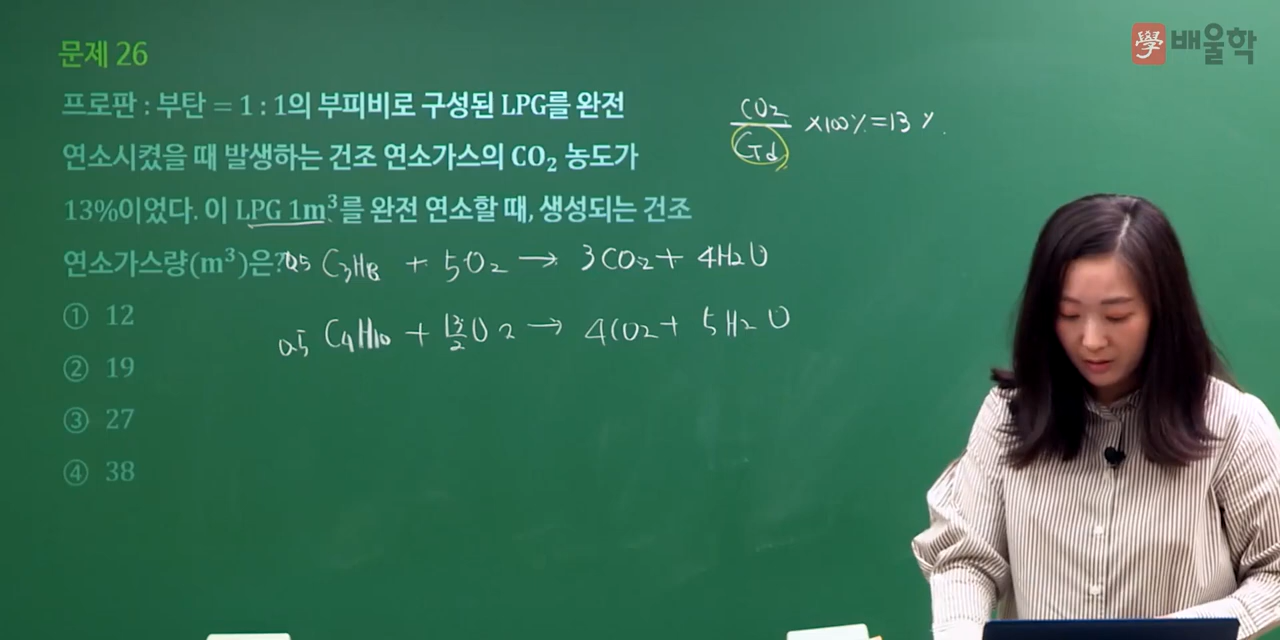 學 배울학
문제 26
프로판 : 부탄 = 1 : 1의 부피비로 구성된 LPG를 완전
연소시켰을 때 발생하는 건조 연소가스의 CO₂ 농도가
13%이었다. 이 LPG 1m³를 완전 연소할 때, 생성되는 건조
연소가스량(m³)은?
① 12
② 19
③ 27
④ 38
CO₂
Gd
×100%=13%.
0.5 C₃H₈ + 5O₂ → 3CO₂ + 4H₂O
0.5 C₄H₁₀ + 13/2 O₂ → 4CO₂ + 5H₂O